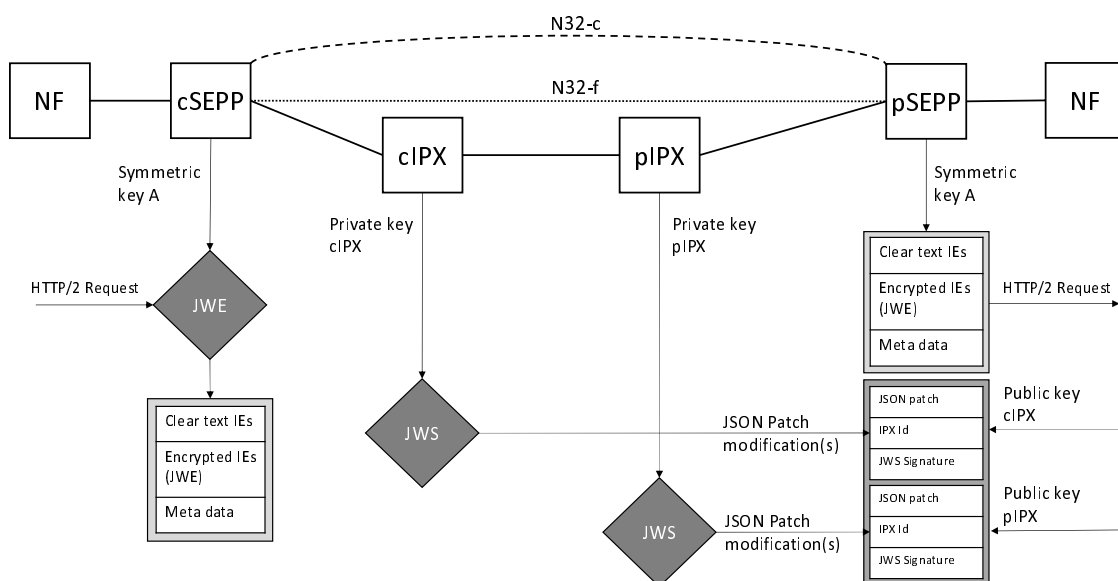 N32-c
NF
cSEPP
N32-f
pSEPP
NF
cIPX
pIPX
Symmetric
key A
Private key
cIPX
Private key
pIPX
Symmetric
key A
HTTP/2 Request
JWE
Clear text IEs
Encrypted IEs
(JWE)
Meta data
HTTP/2 Request
Clear text IEs
Encrypted IEs
(JWE)
Meta data
JWS
JSON Patch
modification(s)
JSON patch
IPX Id
JWS Signature
Public key
cIPX
JWS
JSON Patch
modification(s)
JSON patch
IPX Id
JWS Signature
Public key
pIPX